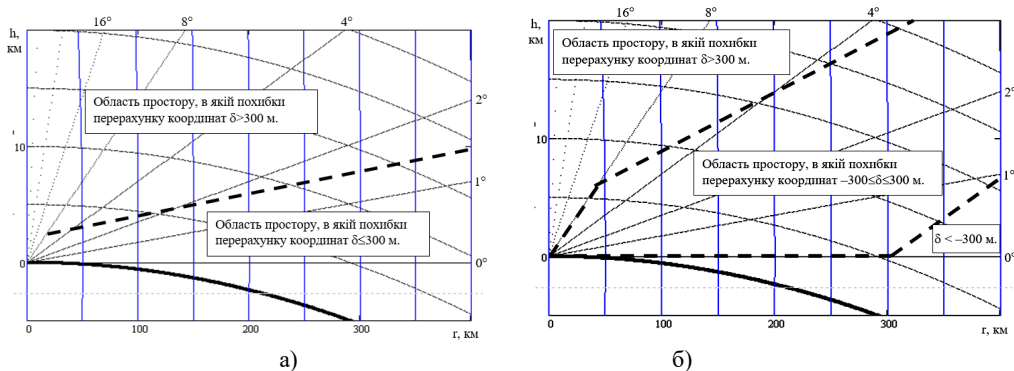 h,
км
16°
8°
4°
Область простору, в якій похибки
перерахунку координат δ>300 м.
2°
10
1°
Область простору, в якій похибки
перерахунку координат δ≤300 м.
0
0°
0
100
200
300
r, км
а)
h,
км
16°
8°
4°
Область простору, в якій похибки
перерахунку координат δ>300 м.
2°
10
Область простору, в якій похибки
перерахунку координат –300≤δ≤300 м.
1°
δ < –300 м.
0
0°
0
100
200
300
r, км
б)